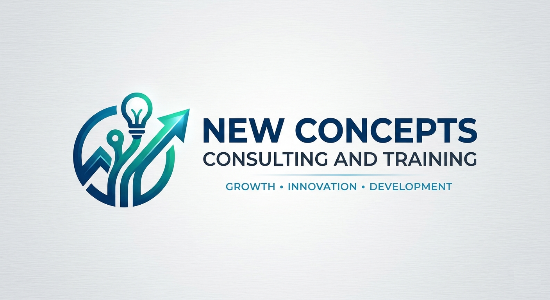 NEW CONCEPTS
CONSULTING AND TRAINING
GROWTH • INNOVATION • DEVELOPMENT